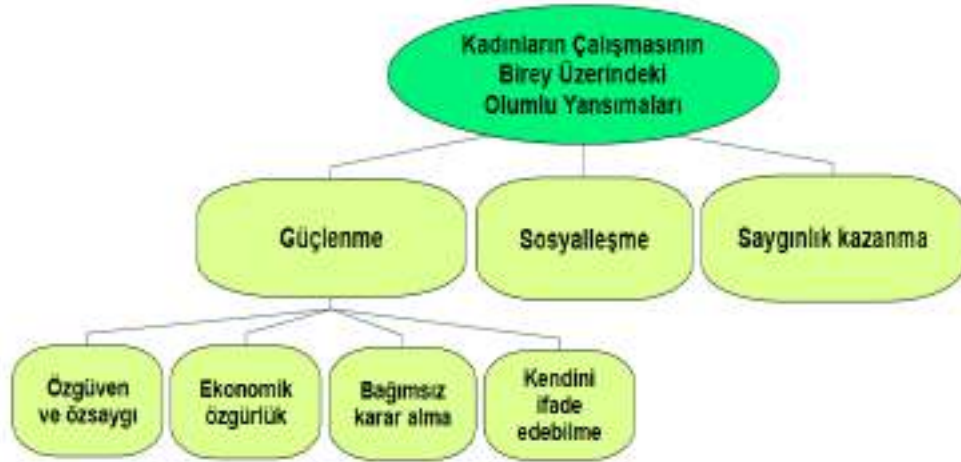 Kadınların Çalışmasının
Birey Üzerindeki
Olumlu Yansımaları
Güçlenme
Sosyalleşme
Saygınlık kazanma
Özgüven
ve özsaygı
Ekonomik
özgürlük
Bağımsız
karar alma
Kendini
ifade
edebilme